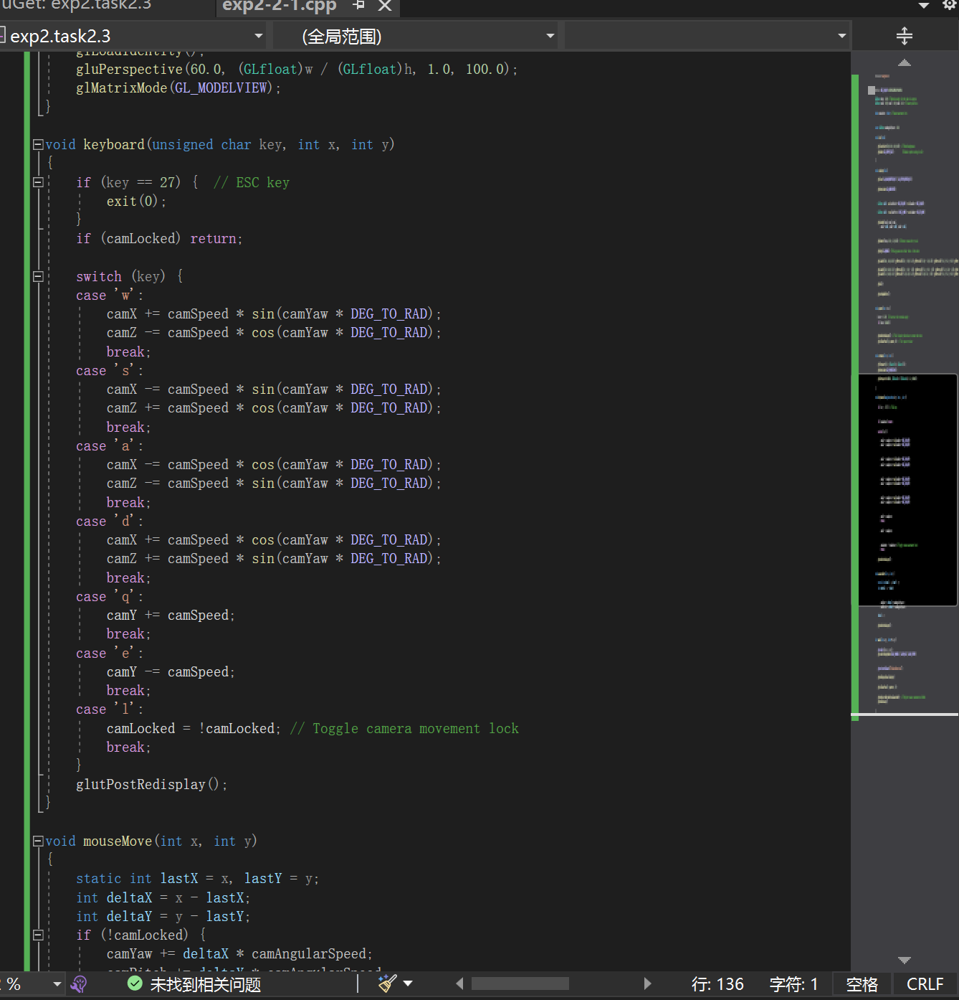 uGet: exp2.task2.3
exp2-2-1.cpp
exp2.task2.3
(全局范围)
glLoadIdentity();
gluPerspective(60.0, (GLfloat)w / (GLfloat)h, 1.0, 100.0);
glMatrixMode(GL_MODELVIEW);
}
void keyboard(unsigned char key, int x, int y)
{
if (key == 27) {  // ESC key
exit(0);
}
if (camLocked) return;
switch (key) {
case 'w':
camX += camSpeed * sin(camYaw * DEG_TO_RAD);
camZ -= camSpeed * cos(camYaw * DEG_TO_RAD);
break;
case 's':
camX -= camSpeed * sin(camYaw * DEG_TO_RAD);
camZ += camSpeed * cos(camYaw * DEG_TO_RAD);
break;
case 'a':
camX -= camSpeed * cos(camYaw * DEG_TO_RAD);
camZ -= camSpeed * sin(camYaw * DEG_TO_RAD);
break;
case 'd':
camX += camSpeed * cos(camYaw * DEG_TO_RAD);
camZ += camSpeed * sin(camYaw * DEG_TO_RAD);
break;
case 'q':
camY += camSpeed;
break;
case 'e':
camY -= camSpeed;
break;
case 'l':
camLocked = !camLocked; // Toggle camera movement lock
break;
}
glutPostRedisplay();
}
void mouseMove(int x, int y)
{
static int lastX = x, lastY = y;
int deltaX = x - lastX;
int deltaY = y - lastY;
if (!camLocked) {
camYaw += deltaX * camAngularSpeed;
%
未找到相关问题
行: 136
字符: 1
空格
CRLF